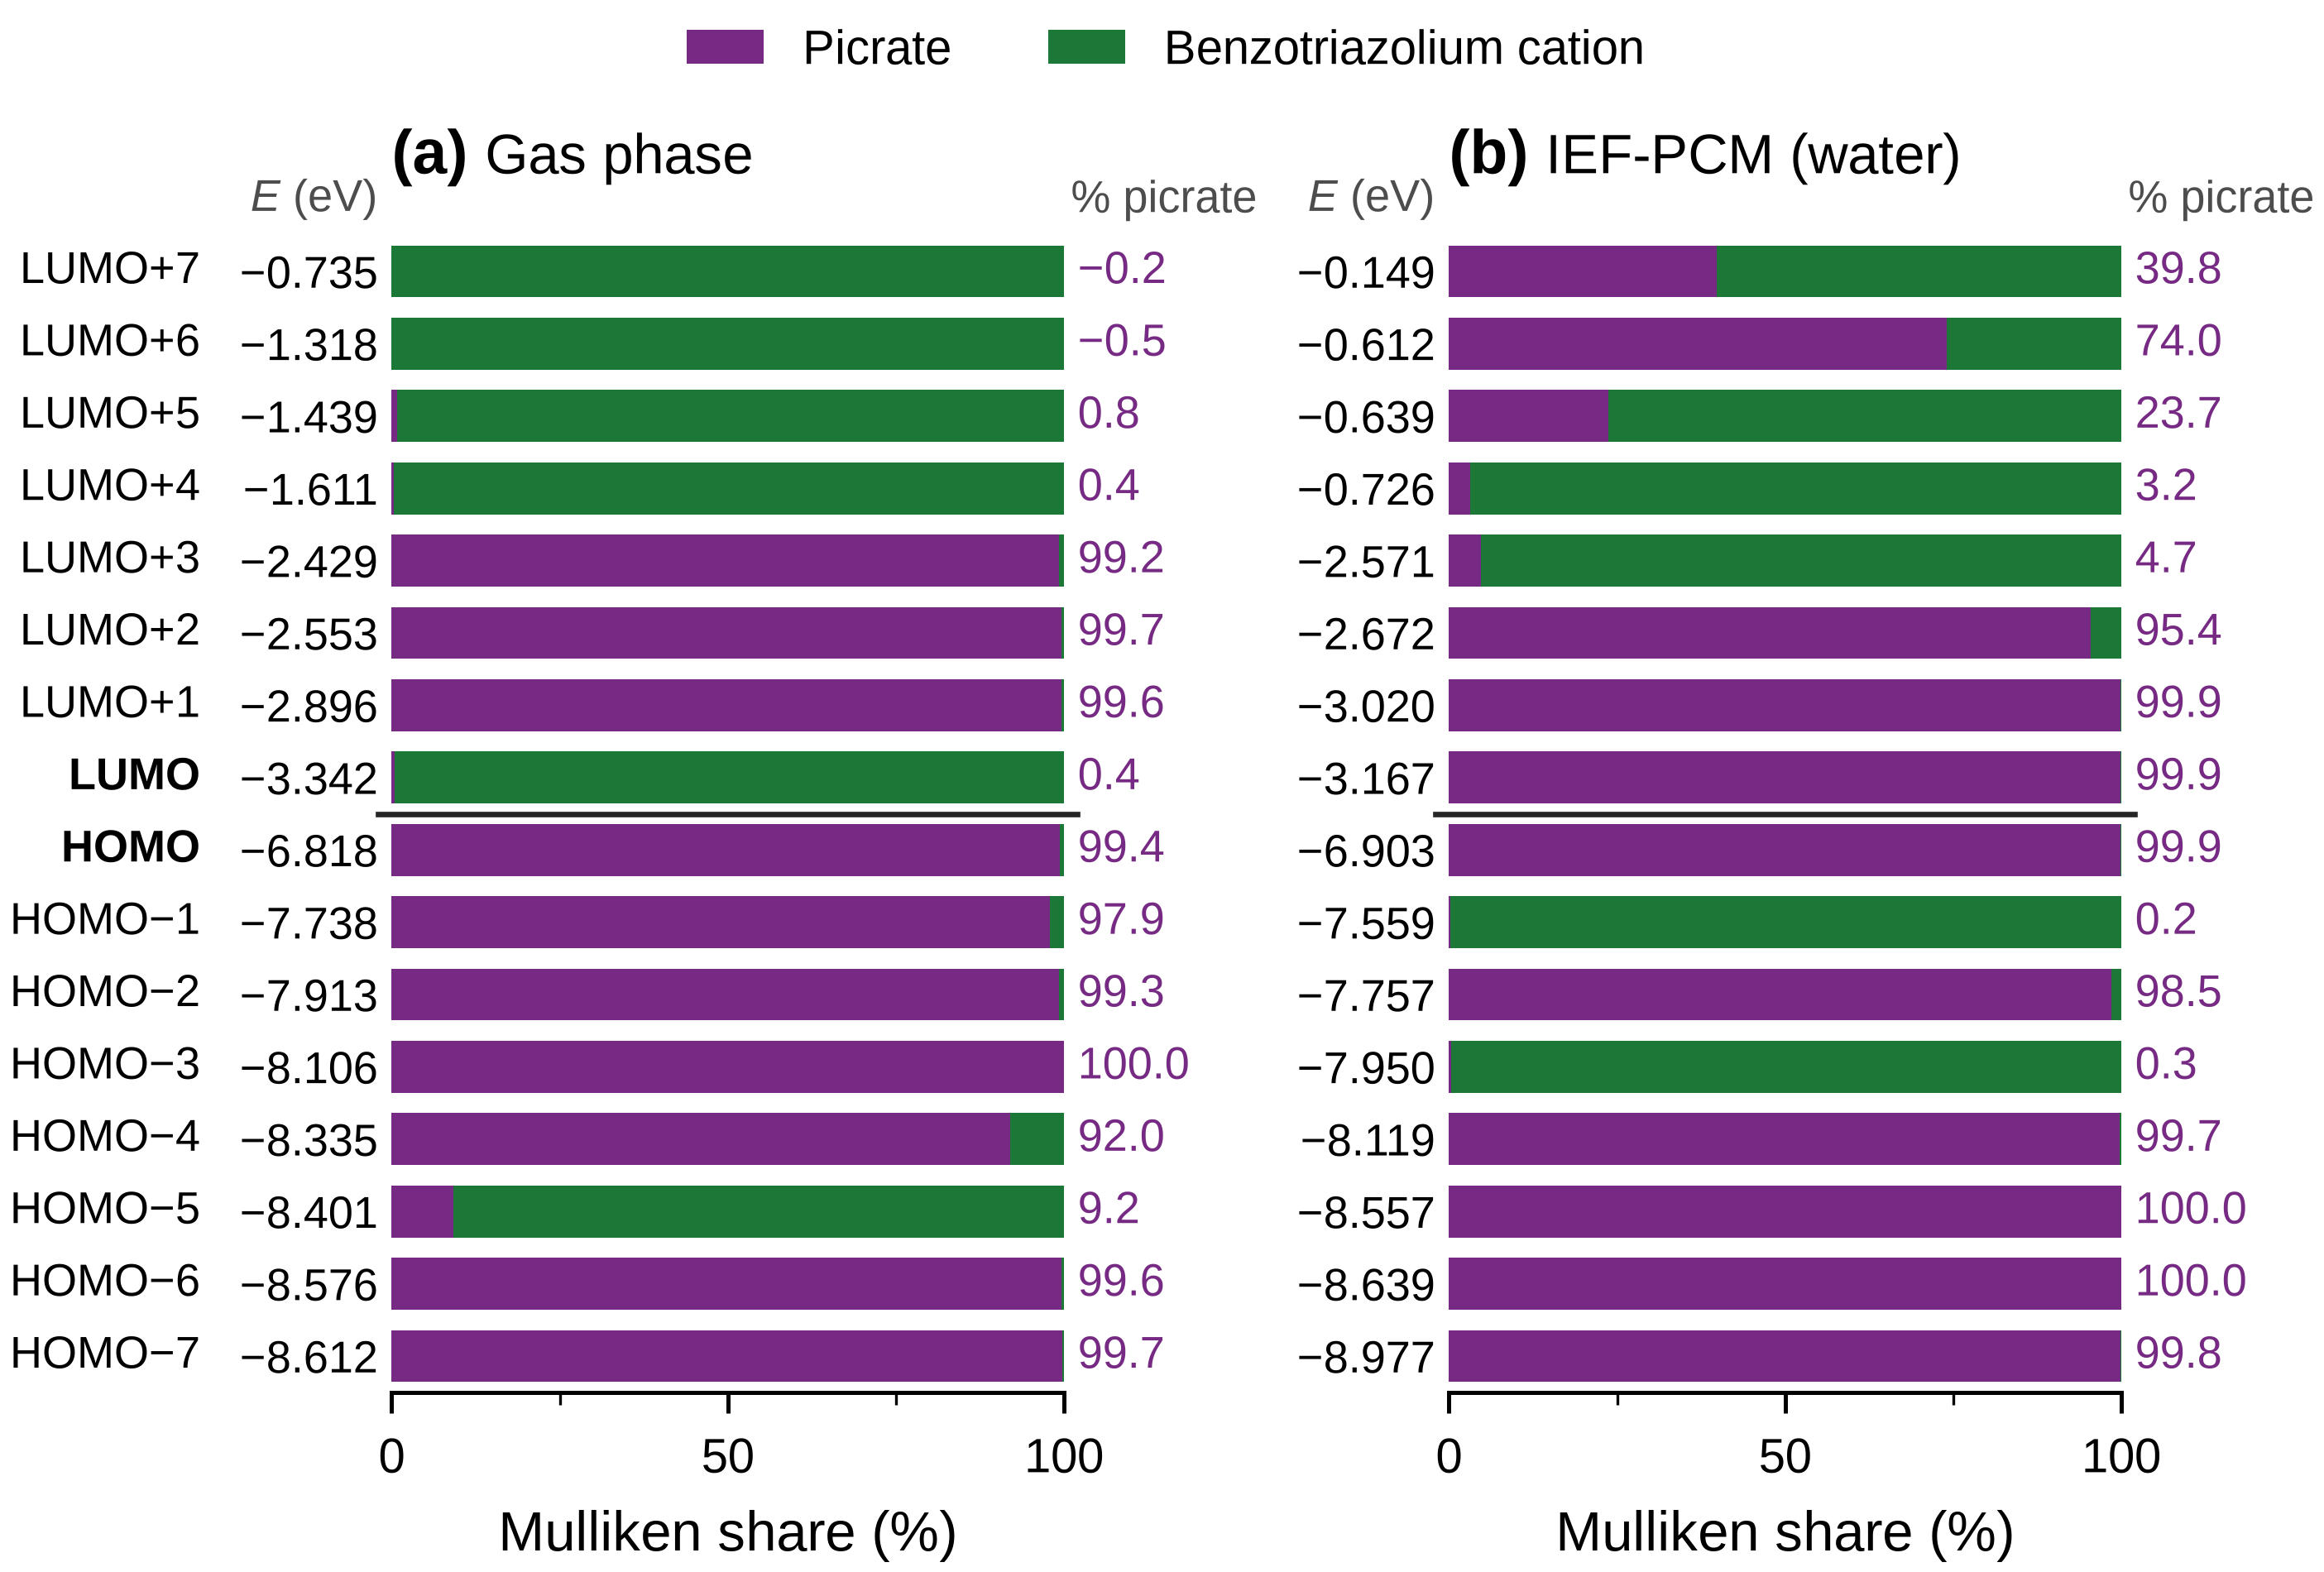 Picrate Benzotriazolium cation
(a) Gas phase (b) IEF-PCM (water)
E (eV) % picrate E (eV) % picrate
LUMO+7 −0.735 −0.2 −0.149 39.8
LUMO+6 −1.318 −0.5 −0.612 74.0
LUMO+5 −1.439 0.8 −0.639 23.7
LUMO+4 −1.611 0.4 −0.726 3.2
LUMO+3 −2.429 99.2 −2.571 4.7
LUMO+2 −2.553 99.7 −2.672 95.4
LUMO+1 −2.896 99.6 −3.020 99.9
LUMO −3.342 0.4 −3.167 99.9
HOMO −6.818 99.4 −6.903 99.9
HOMO−1 −7.738 97.9 −7.559 0.2
HOMO−2 −7.913 99.3 −7.757 98.5
HOMO−3 −8.106 100.0 −7.950 0.3
HOMO−4 −8.335 92.0 −8.119 99.7
HOMO−5 −8.401 9.2 −8.557 100.0
HOMO−6 −8.576 99.6 −8.639 100.0
HOMO−7 −8.612 99.7 −8.977 99.8
0 50 100 0 50 100
Mulliken share (%) Mulliken share (%)